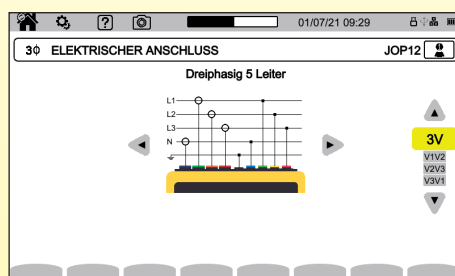 ? 01/07/21 09:29
3ϕ ELEKTRISCHER ANSCHLUSS JOP12
Dreiphasig 5 Leiter
L1
L2
L3
N
3V
V1V2
V2V3
V3V1